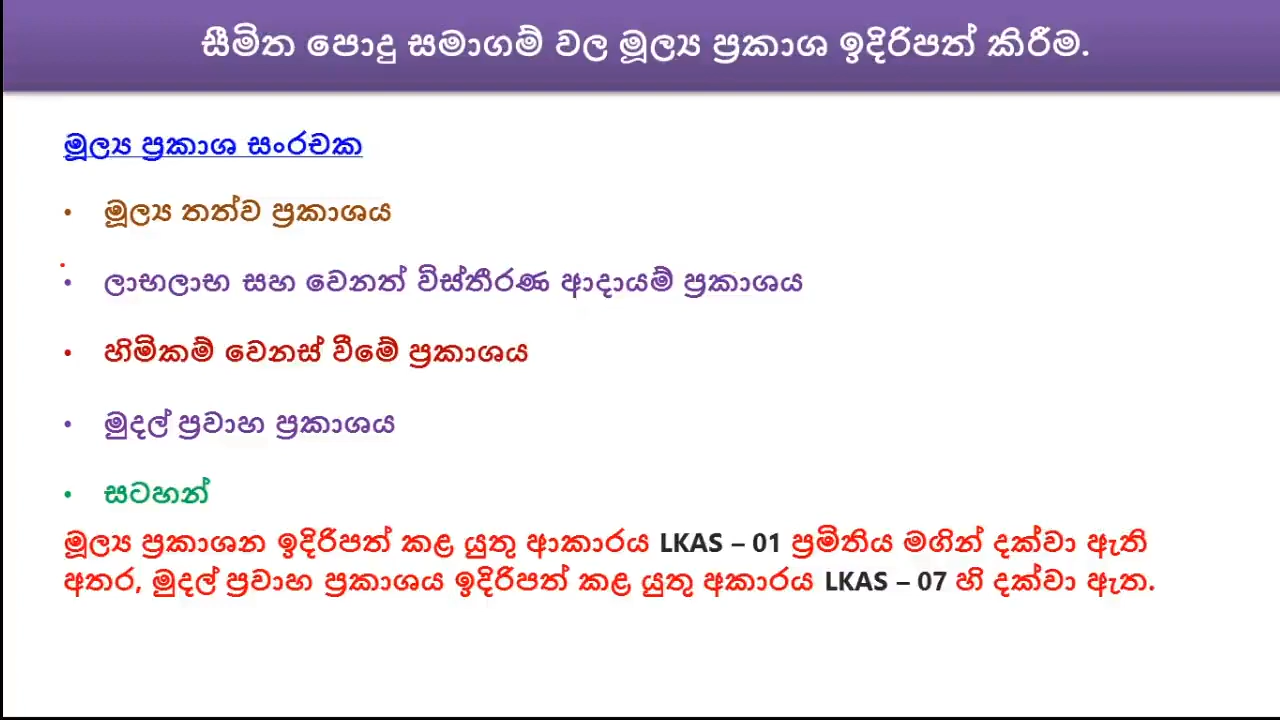 සීමිත පොදු සමාගම් වල මූල්‍ය ප්‍රකාශ ඉදිරිපත් කිරීම.
මූල්‍ය ප්‍රකාශ සංරචක
• මූල්‍ය තත්ව ප්‍රකාශය
• ලාභලාභ සහ වෙනත් විස්තීරණ ආදායම් ප්‍රකාශය
• හිමිකම් වෙනස් වීමේ ප්‍රකාශය
• මුදල් ප්‍රවාහ ප්‍රකාශය
• සටහන්
මූල්‍ය ප්‍රකාශන ඉදිරිපත් කළ යුතු ආකාරය LKAS – 01 ප්‍රමිතිය මගින් දක්වා ඇති
අතර, මුදල් ප්‍රවාහ ප්‍රකාශය ඉදිරිපත් කළ යුතු අකාරය LKAS – 07 හි දක්වා ඇත.